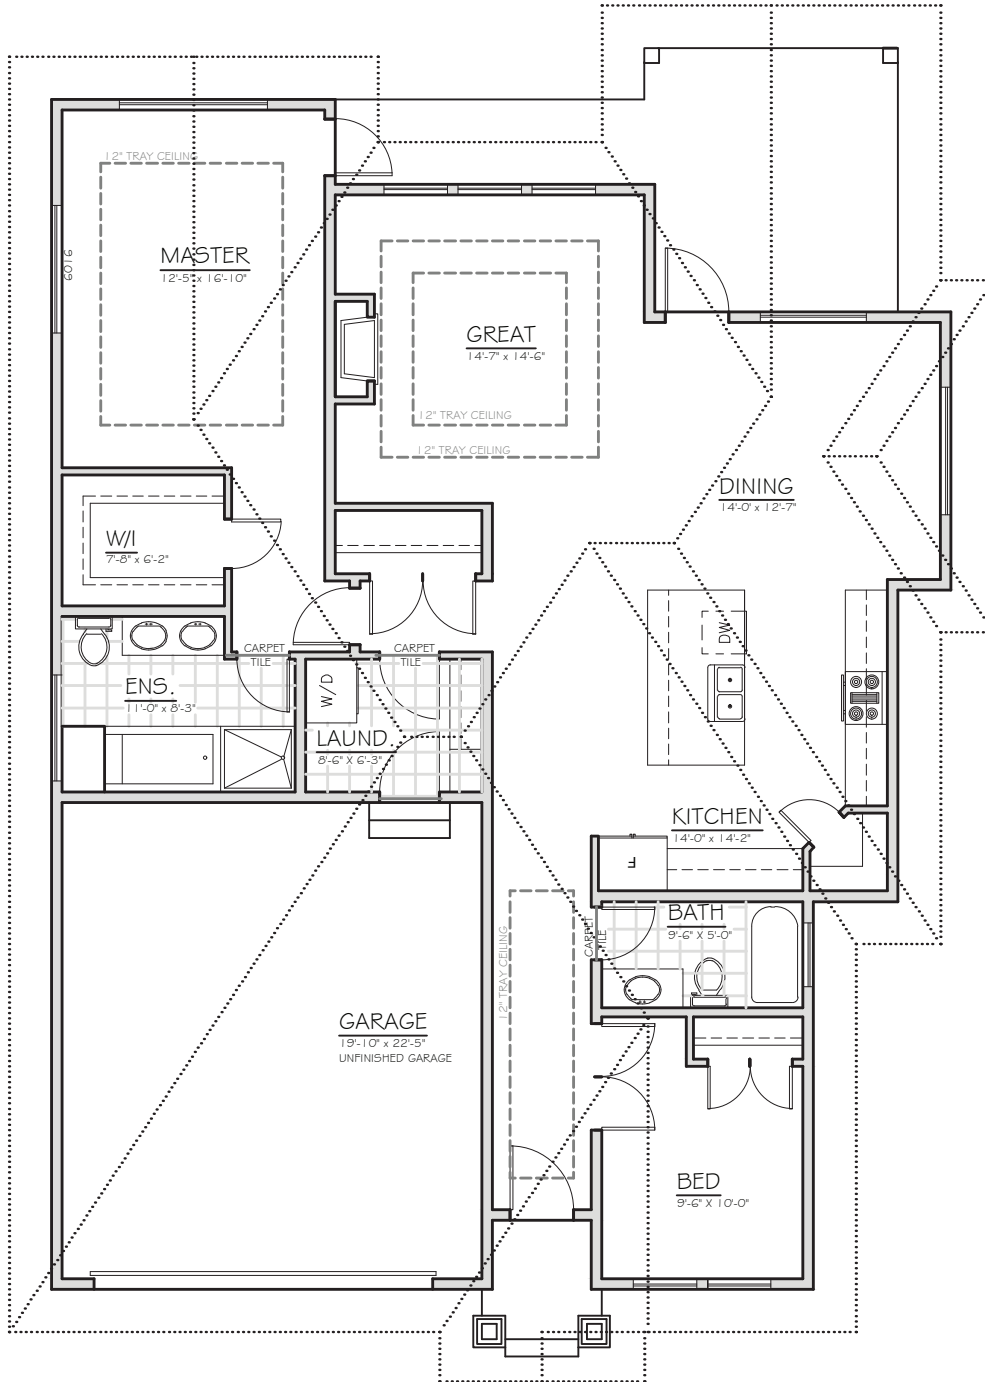 12" TRAY CEILING
MASTER
12'-5" x 16'-10"
6016
GREAT
14'-7" x 14'-6"
12" TRAY CEILING
12" TRAY CEILING
DINING
14'-0" x 12'-7"
W/I
7'-8" x 6'-2"
DW
CARPET
TILE
CARPET
TILE
ENS.
11'-0" x 8'-3"
W/D
LAUND.
8'-6" X 6'-3"
KITCHEN
14'-0" x 14'-2"
F
BATH
9'-6" X 5'-0"
CARPET
TILE
12" TRAY CEILING
GARAGE
19'-10" x 22'-5"
UNFINISHED GARAGE
BED
9'-6" X 10'-0"